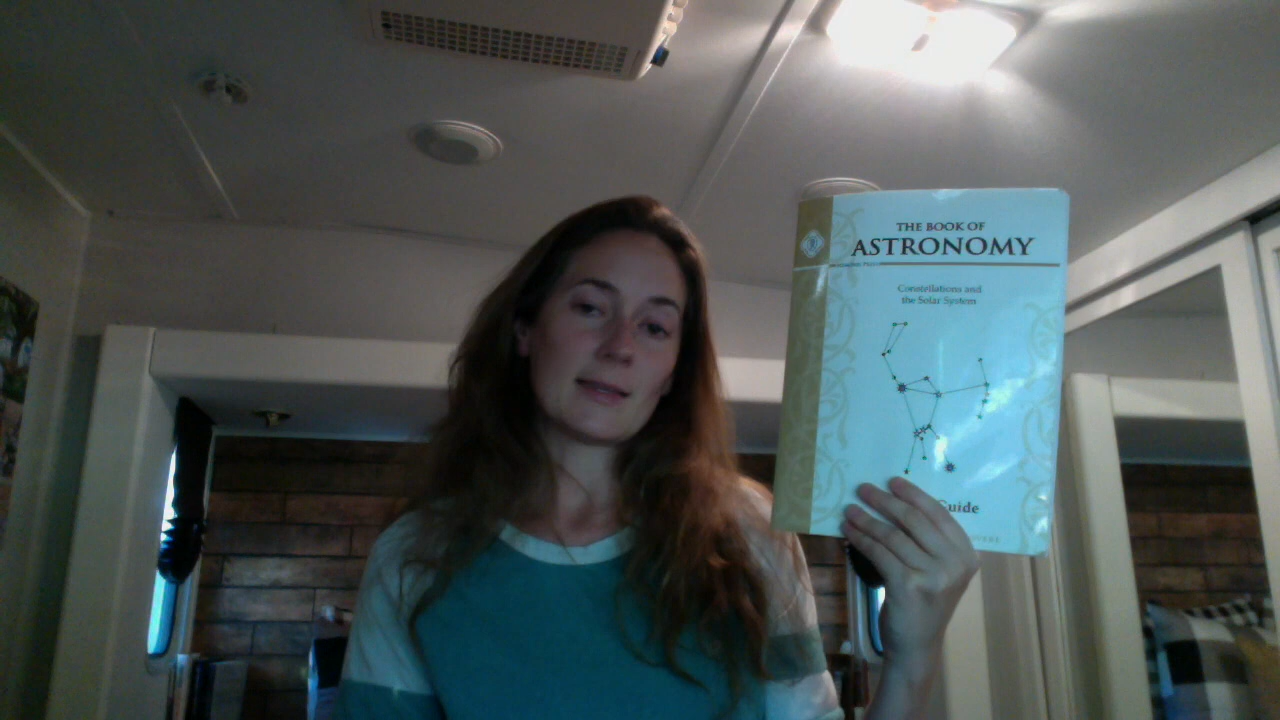 THE BOOK OF
ASTRONOMY
Constellations and
the Solar System
Guide